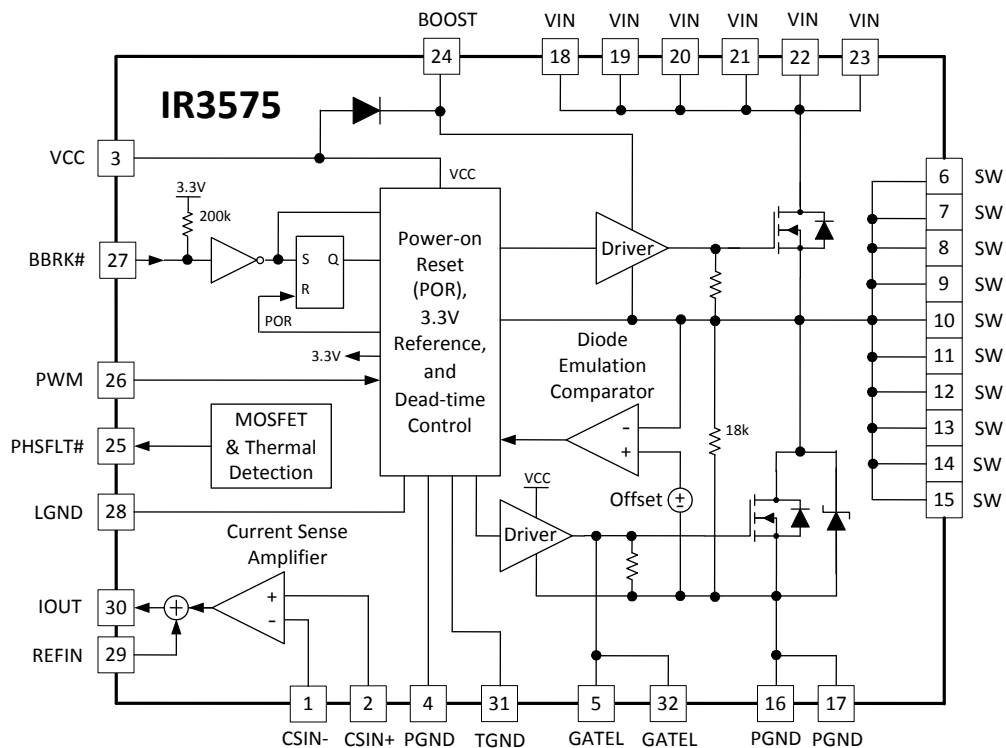 BOOST
VIN
VIN
VIN
VIN
VIN
VIN
24
18
19
20
21
22
23
IR3575
VCC
3
VCC
3.3V
200k
BBRK#
27
S
Q
R
POR
3.3V
PWM
26
Power-on
Reset
(POR),
3.3V
Reference,
and
Dead-time
Control
Driver
6
SW
7
SW
8
SW
9
SW
10
SW
11
SW
12
SW
13
SW
14
SW
15
SW
Diode
Emulation
Comparator
-
+
18k
PHSFLT#
25
MOSFET
& Thermal
Detection
LGND
28
VCC
Offset
+
-
Driver
Current Sense
Amplifier
IOUT
30
+
+
-
REFIN
29
1
2
4
31
5
32
16
17
CSIN-
CSIN+
PGND
TGND
GATEL
GATEL
PGND
PGND